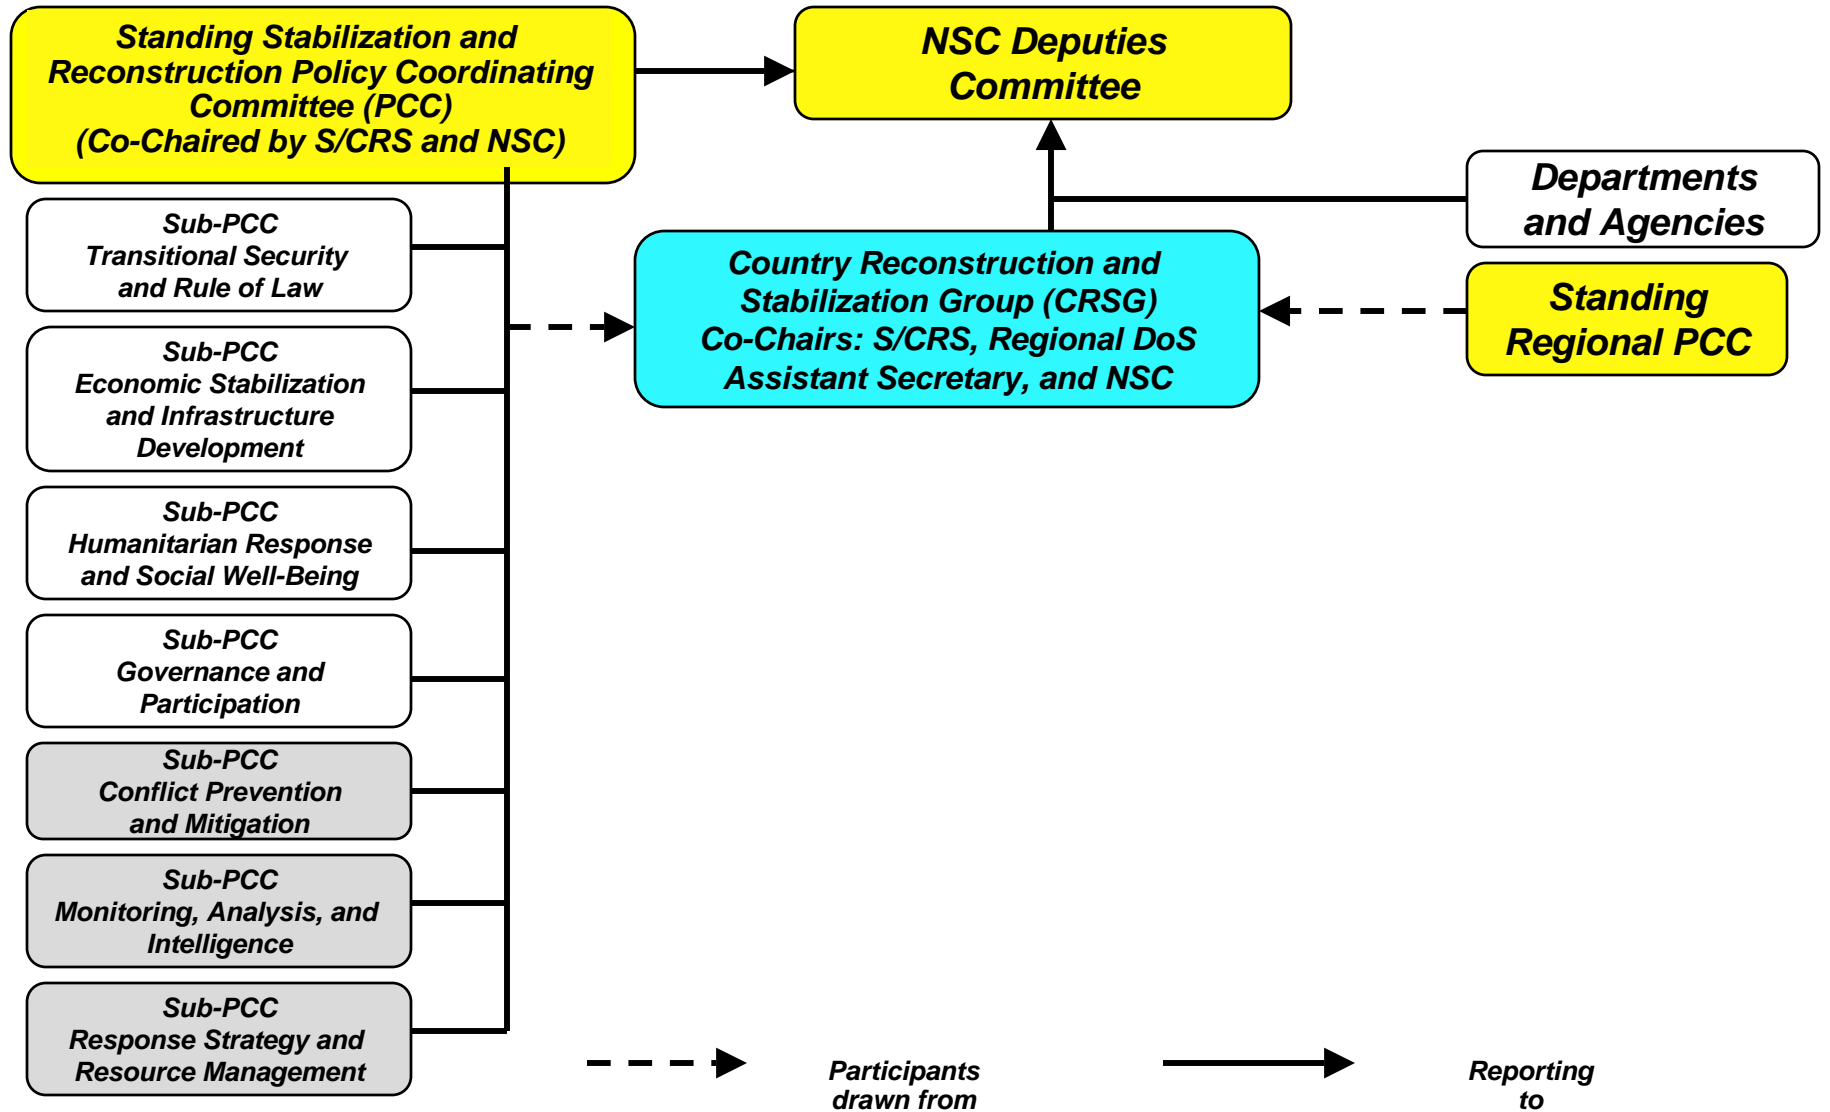 Standing Stabilization and
Reconstruction Policy Coordinating
Committee (PCC)
(Co-Chaired by S/CRS and NSC)
NSC Deputies
Committee
Departments
and Agencies
Standing
Regional PCC
Country Reconstruction and
Stabilization Group (CRSG)
Co-Chairs: S/CRS, Regional DoS
Assistant Secretary, and NSC
Sub-PCC
Transitional Security
and Rule of Law
Sub-PCC
Economic Stabilization
and Infrastructure
Development
Sub-PCC
Humanitarian Response
and Social Well-Being
Sub-PCC
Governance and
Participation
Sub-PCC
Conflict Prevention
and Mitigation
Sub-PCC
Monitoring, Analysis, and
Intelligence
Sub-PCC
Response Strategy and
Resource Management
Participants
drawn from
Reporting
to